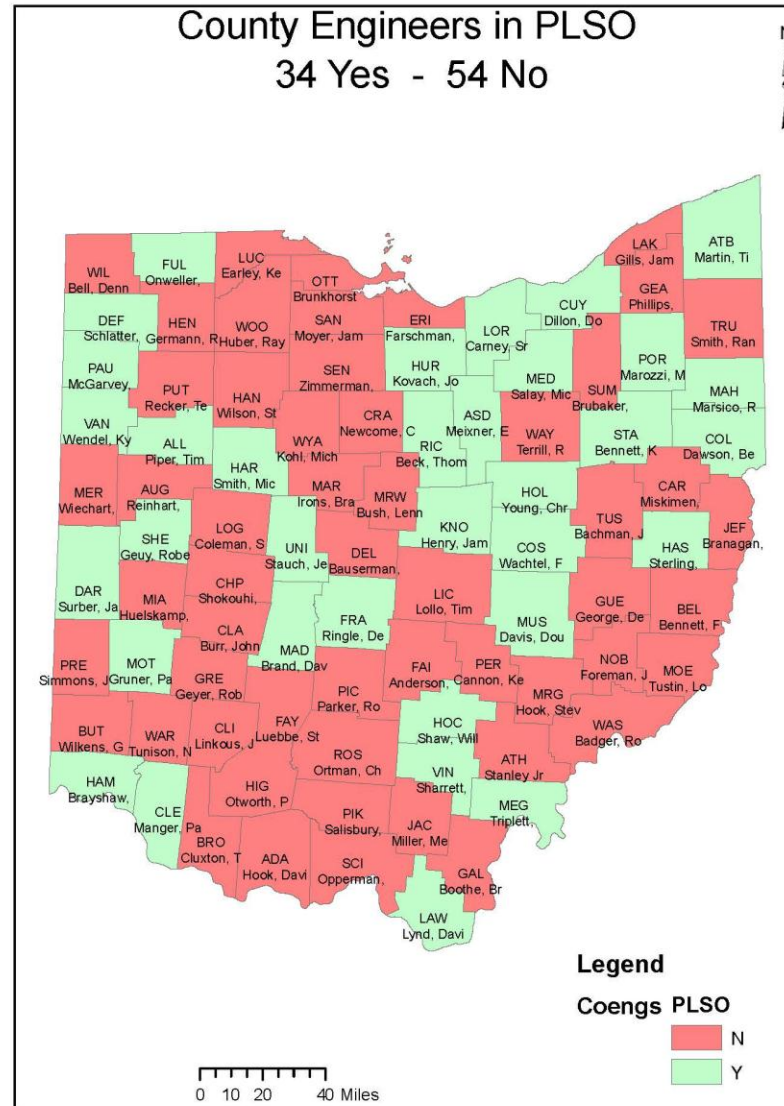 County Engineers in PLSO
34 Yes - 54 No
WIL
Bell, Denn
FUL
Onweller,
LUC
Earley, Ke
OTT
Brunkhorst
LAK
Gills, Jam
ATB
Martin, Ti
DEF
Schlatter,
HEN
Germann, R
WOO
Huber, Ray
SAN
Moyer, Jam
ERI
Farschman,
LOR
Carney, Sr
CUY
Dillon, Do
GEA
Phillips,
TRU
Smith, Ran
PAU
McGarvey,
PUT
Recker, Te
HAN
Wilson, St
SEN
Zimmerman,
HUR
Kovach, Jo
MED
Salay, Mic
SUM
Brubaker,
POR
Marozzi, M
MAH
Marsico, R
VAN
Wendel, Ky
ALL
Piper, Tim
HAR
Smith, Mic
WYA
Kohl, Mich
CRA
Newcome, C
RIC
Beck, Thom
ASD
Meixner, E
WAY
Terrill, R
STA
Bennett, K
COL
Dawson, Be
MER
Wiechart,
AUG
Reinhart,
LOG
Coleman, S
MAR
Irons, Bra
MRW
Bush, Lenn
KNO
Henry, Jam
HOL
Young, Chr
TUS
Bachman, J
CAR
Miskimen,
JEF
Branagan,
SHE
Geuy, Robe
UNI
Stauch, Je
DEL
Bauserman,
COS
Wachtel, F
HAS
Sterling,
DAR
Surber, Ja
MIA
Huelskamp,
CHP
Shokouhi,
CLA
Burr, John
MAD
Brand, Dav
FRA
Ringle, De
LIC
Lollo, Tim
MUS
Davis, Dou
GUE
George, De
BEL
Bennett, F
PRE
Simmons, J
MOT
Gruner, Pa
GRE
Geyer, Rob
PIC
Parker, Ro
FAI
Anderson,
PER
Cannon, Ke
MRG
Hook, Stev
NOB
Foreman, J
MOE
Tustin, Lo
BUT
Wilkens, G
WAR
Tunison, N
CLI
Linkous, J
FAY
Luebbe, St
ROS
Ortman, Ch
HOC
Shaw, Will
ATH
Stanley Jr
WAS
Badger, Ro
HAM
Brayshaw,
CLE
Manger, Pa
HIG
Otworth, P
PIK
Salisbury,
VIN
Sharrett,
MEG
Triplett,
BRO
Cluxton, T
ADA
Hook, Davi
SCI
Opperman,
JAC
Miller, Me
GAL
Boothe, Br
LAW
Lynd, Davi
Legend
Coengs PLSO
N
Y
0 10 20 40 Miles